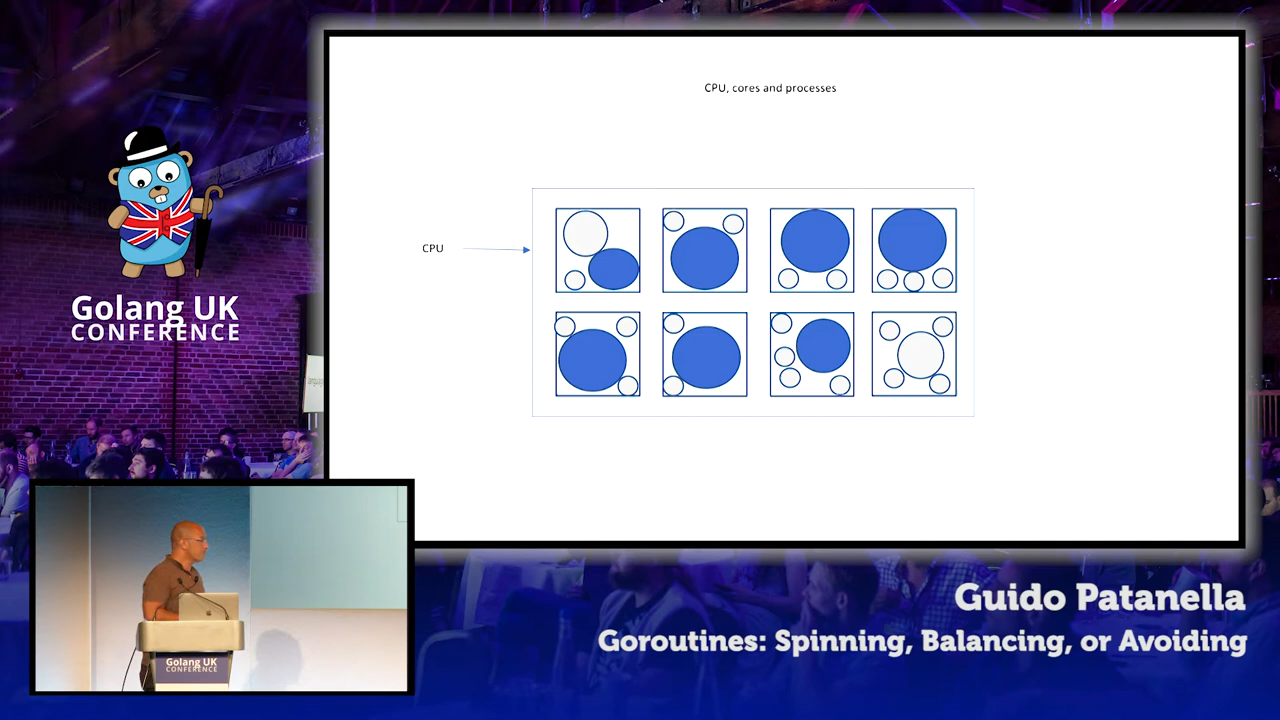 CPU, cores and processes
CPU
Golang UK
CONFERENCE
Golang UK
CONFERENCE
Guido Patanella
Goroutines: Spinning, Balancing, or Avoiding